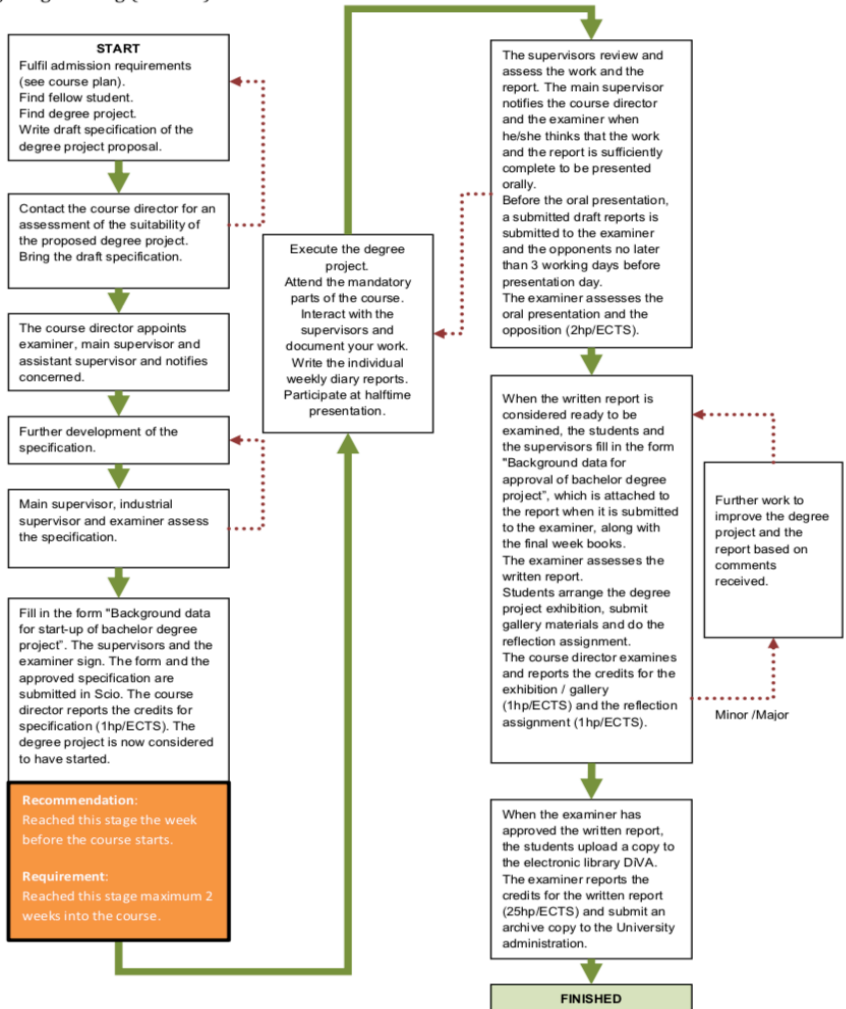 START
Fulfil admission requirements
(see course plan).
Find fellow student.
Find degree project.
Write draft specification of the
degree project proposal.
Contact the course director for an
assessment of the suitability of
the proposed degree project.
Bring the draft specification.
The course director appoints
examiner, main supervisor and
assistant supervisor and notifies
concerned.
Further development of the
specification.
Main supervisor, industrial
supervisor and examiner assess
the specification.
Fill in the form "Background data
for start-up of bachelor degree
project". The supervisors and the
examiner sign. The form and the
approved specification are
submitted in Scio. The course
director reports the credits for
specification (1hp/ECTS). The
degree project is now considered
to have started.
Recommendation:
Reached this stage the week
before the course starts.
Requirement:
Reached this stage maximum 2
weeks into the course.
Execute the degree
project.
Attend the mandatory
parts of the course.
Interact with the
supervisors and
document your work.
Write the individual
weekly diary reports.
Participate at halftime
presentation.
The supervisors review and
assess the work and the
report. The main supervisor
notifies the course director
and the examiner when
he/she thinks that the work
and the report is sufficiently
complete to be presented
orally.
Before the oral presentation,
a submitted draft reports is
submitted to the examiner
and the opponents no later
than 3 working days before
presentation day.
The examiner assesses the
oral presentation and the
opposition (2hp/ECTS).
When the written report is
considered ready to be
examined, the students and
the supervisors fill in the form
"Background data for
approval of bachelor degree
project", which is attached to
the report when it is submitted
to the examiner, along with
the final week books.
The examiner assesses the
written report.
Students arrange the degree
project exhibition, submit
gallery materials and do the
reflection assignment.
The course director examines
and reports the credits for the
exhibition / gallery
(1hp/ECTS) and the reflection
assignment (1hp/ECTS).
Further work to
improve the degree
project and the
report based on
comments
received.
Minor /Major
When the examiner has
approved the written report,
the students upload a copy to
the electronic library DiVA.
The examiner reports the
credits for the written report
(25hp/ECTS) and submit an
archive copy to the University
administration.
FINISHED